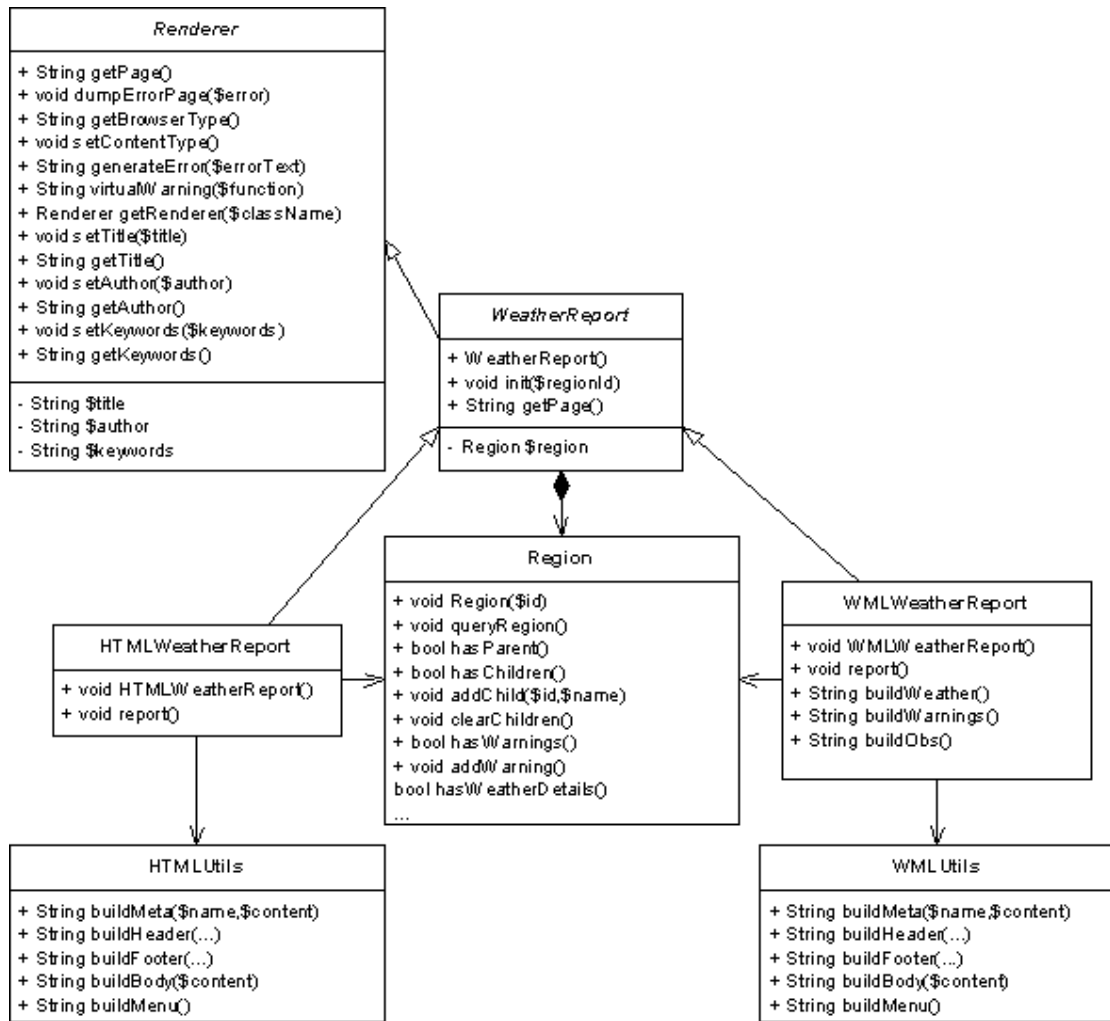 Renderer
+ String getPage()
+ void dumpErrorPage($error)
+ String getBrowserType()
+ void setContentType()
+ String generateError($errorText)
+ String virtualWarning($function)
+ Renderer getRenderer($className)
+ void setTitle($title)
+ String getTitle()
+ void setAuthor($author)
+ String getAuthor()
+ void setKeywords($keywords)
+ String getKeywords()
- String $title
- String $author
- String $keywords
WeatherReport
+ WeatherReport()
+ void init($regionId)
+ String getPage()
- Region $region
Region
+ void Region($id)
+ void queryRegion()
+ bool hasParent()
+ bool hasChildren()
+ void addChild($id,$name)
+ void clearChildren()
+ bool hasWarnings()
+ void addWarning()
bool hasWeatherDetails()
...
HTMLWeatherReport
+ void HTMLWeatherReport()
+ void report()
WMLWeatherReport
+ void WMLWeatherReport()
+ void report()
+ String buildWeather()
+ String buildWarnings()
+ String buildObs()
HTMLUtils
+ String buildMeta($name,$content)
+ String buildHeader(...)
+ String buildFooter(...)
+ String buildBody($content)
+ String buildMenu()
WMLUtils
+ String buildMeta($name,$content)
+ String buildHeader(...)
+ String buildFooter(...)
+ String buildBody($content)
+ String buildMenu()